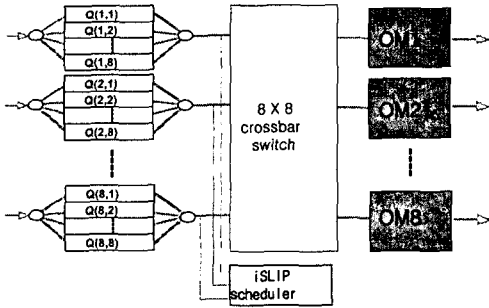 Q(1,1)
Q(1,2)
Q(1,8)
Q(2,1)
Q(2,2)
Q(2,8)
Q(8,1)
Q(8,2)
Q(8,8)
8 X 8
crossbar
switch
iSLIP
scheduler
OM1
OM2
OM8